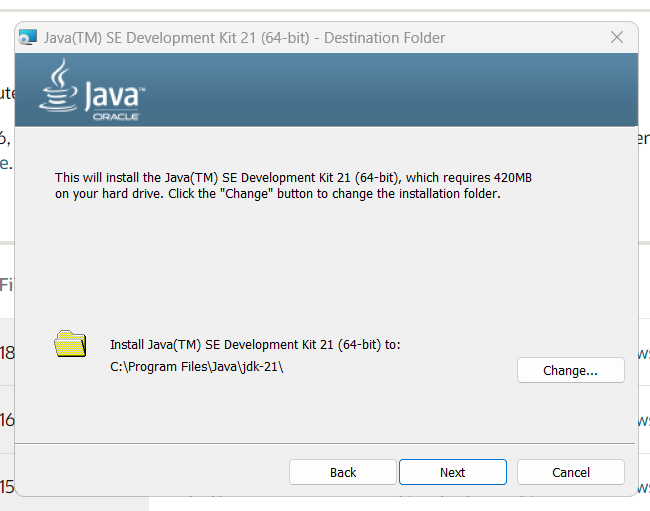 Java(TM) SE Development Kit 21 (64-bit) - Destination Folder
Java™
ORACLE
This will install the Java(TM) SE Development Kit 21 (64-bit), which requires 420MB
on your hard drive. Click the "Change" button to change the installation folder.
Install Java(TM) SE Development Kit 21 (64-bit) to:
C:\Program Files\Java\jdk-21\
Change...
Back Next Cancel